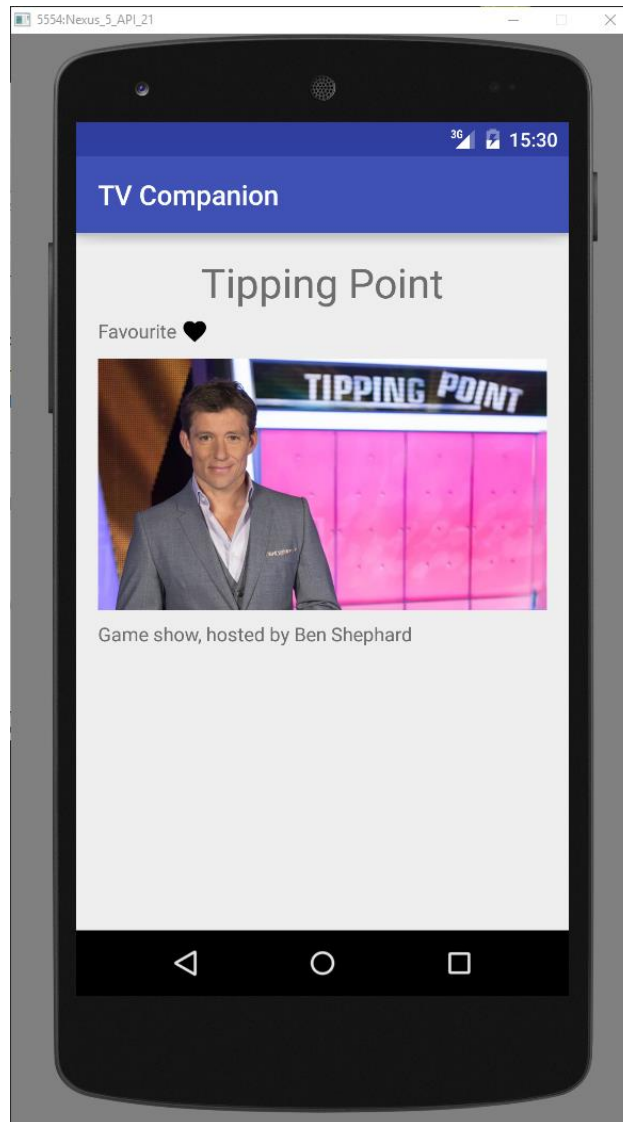 5554:Nexus_5_API_21
3G 15:30
TV Companion
Tipping Point
Favourite
TIPPING POINT
Game show, hosted by Ben Shephard